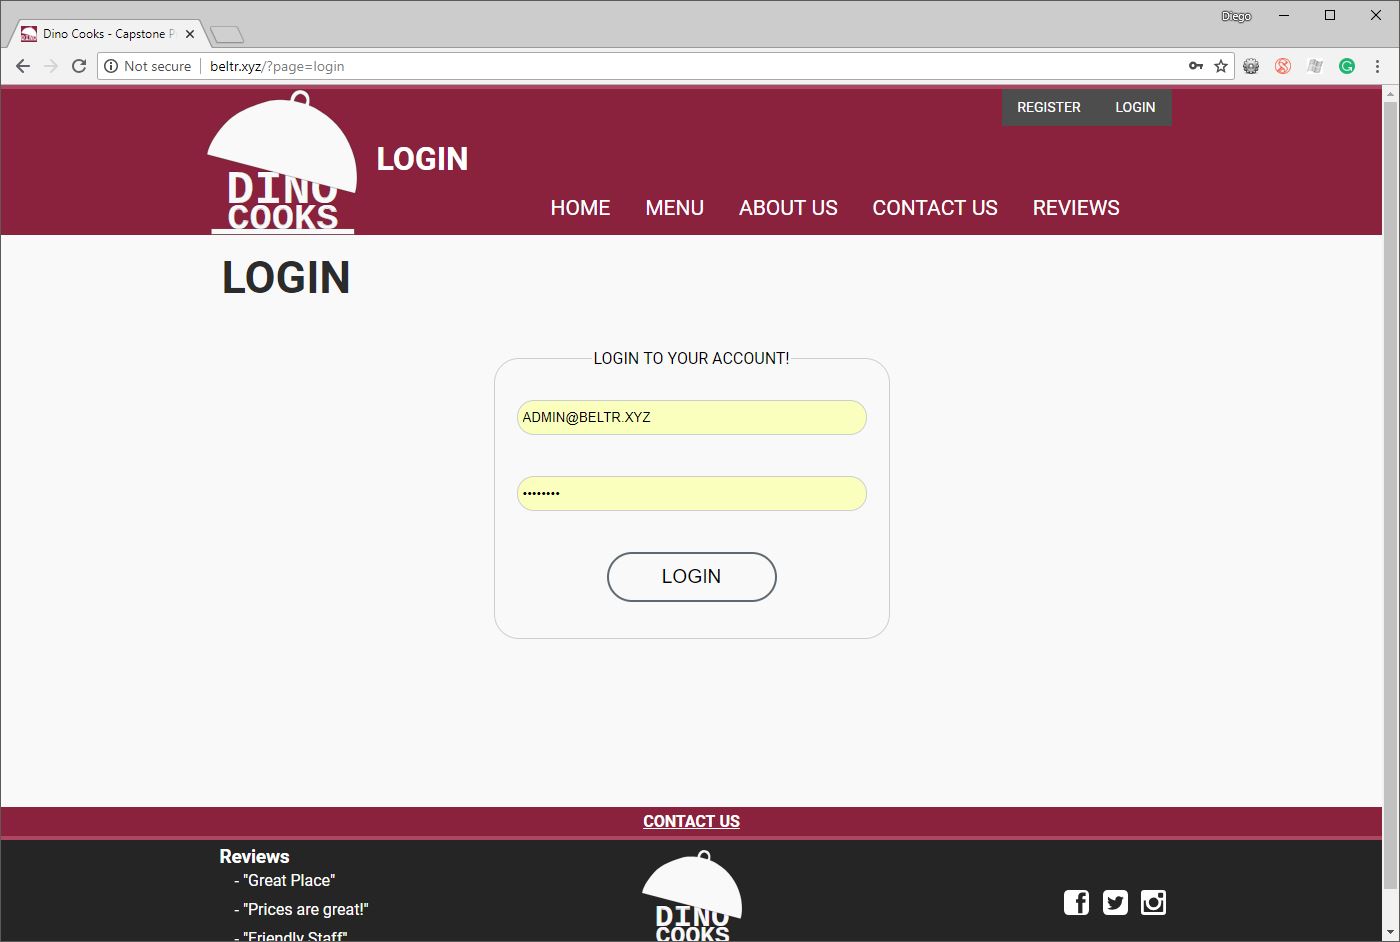 Diego
Dino Cooks - Capstone P
Not secure
beltr.xyz/?page=login
REGISTER
LOGIN
DINO
COOKS
LOGIN
HOME
MENU
ABOUT US
CONTACT US
REVIEWS
LOGIN
LOGIN TO YOUR ACCOUNT!
ADMIN@BELTR.XYZ
••••••••
LOGIN
CONTACT US
Reviews
- "Great Place"
- "Prices are great!"
- "Friendly Staff"
DINO
COOKS